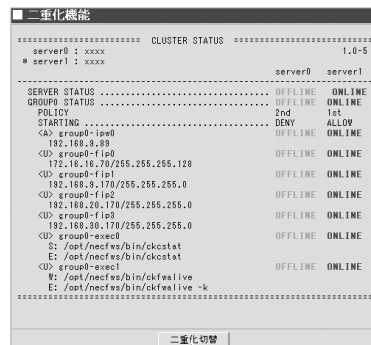 ■ 二重化機能
======================== CLUSTER STATUS ========================
server0 : xxxx 1.0-5
* server1 : xxxx
server0 server1
SERVER STATUS ................................. OFFLINE ONLINE
GROUP0 STATUS ................................. OFFLINE ONLINE
POLICY 2nd 1st
STARTING .................................... DENY ALLOW
<A> group0-ipw0 OFFLINE ONLINE
192.168.9.89
<U> group0-fip0 OFFLINE ONLINE
172.16.16.70/255.255.255.128
<U> group0-fip1 OFFLINE ONLINE
192.168.9.170/255.255.255.0
<U> group0-fip2 OFFLINE ONLINE
192.168.20.170/255.255.255.0
<U> group0-fip3 OFFLINE ONLINE
192.168.30.170/255.255.255.0
<U> group0-exec0 OFFLINE ONLINE
S: /opt/necfws/bin/ckcstat
E: /opt/necfws/bin/ckcstat
<U> group0-exec1 OFFLINE ONLINE
W: /opt/necfws/bin/ckfwalive
E: /opt/necfws/bin/ckfwalive -k
================================================================
二重化切替